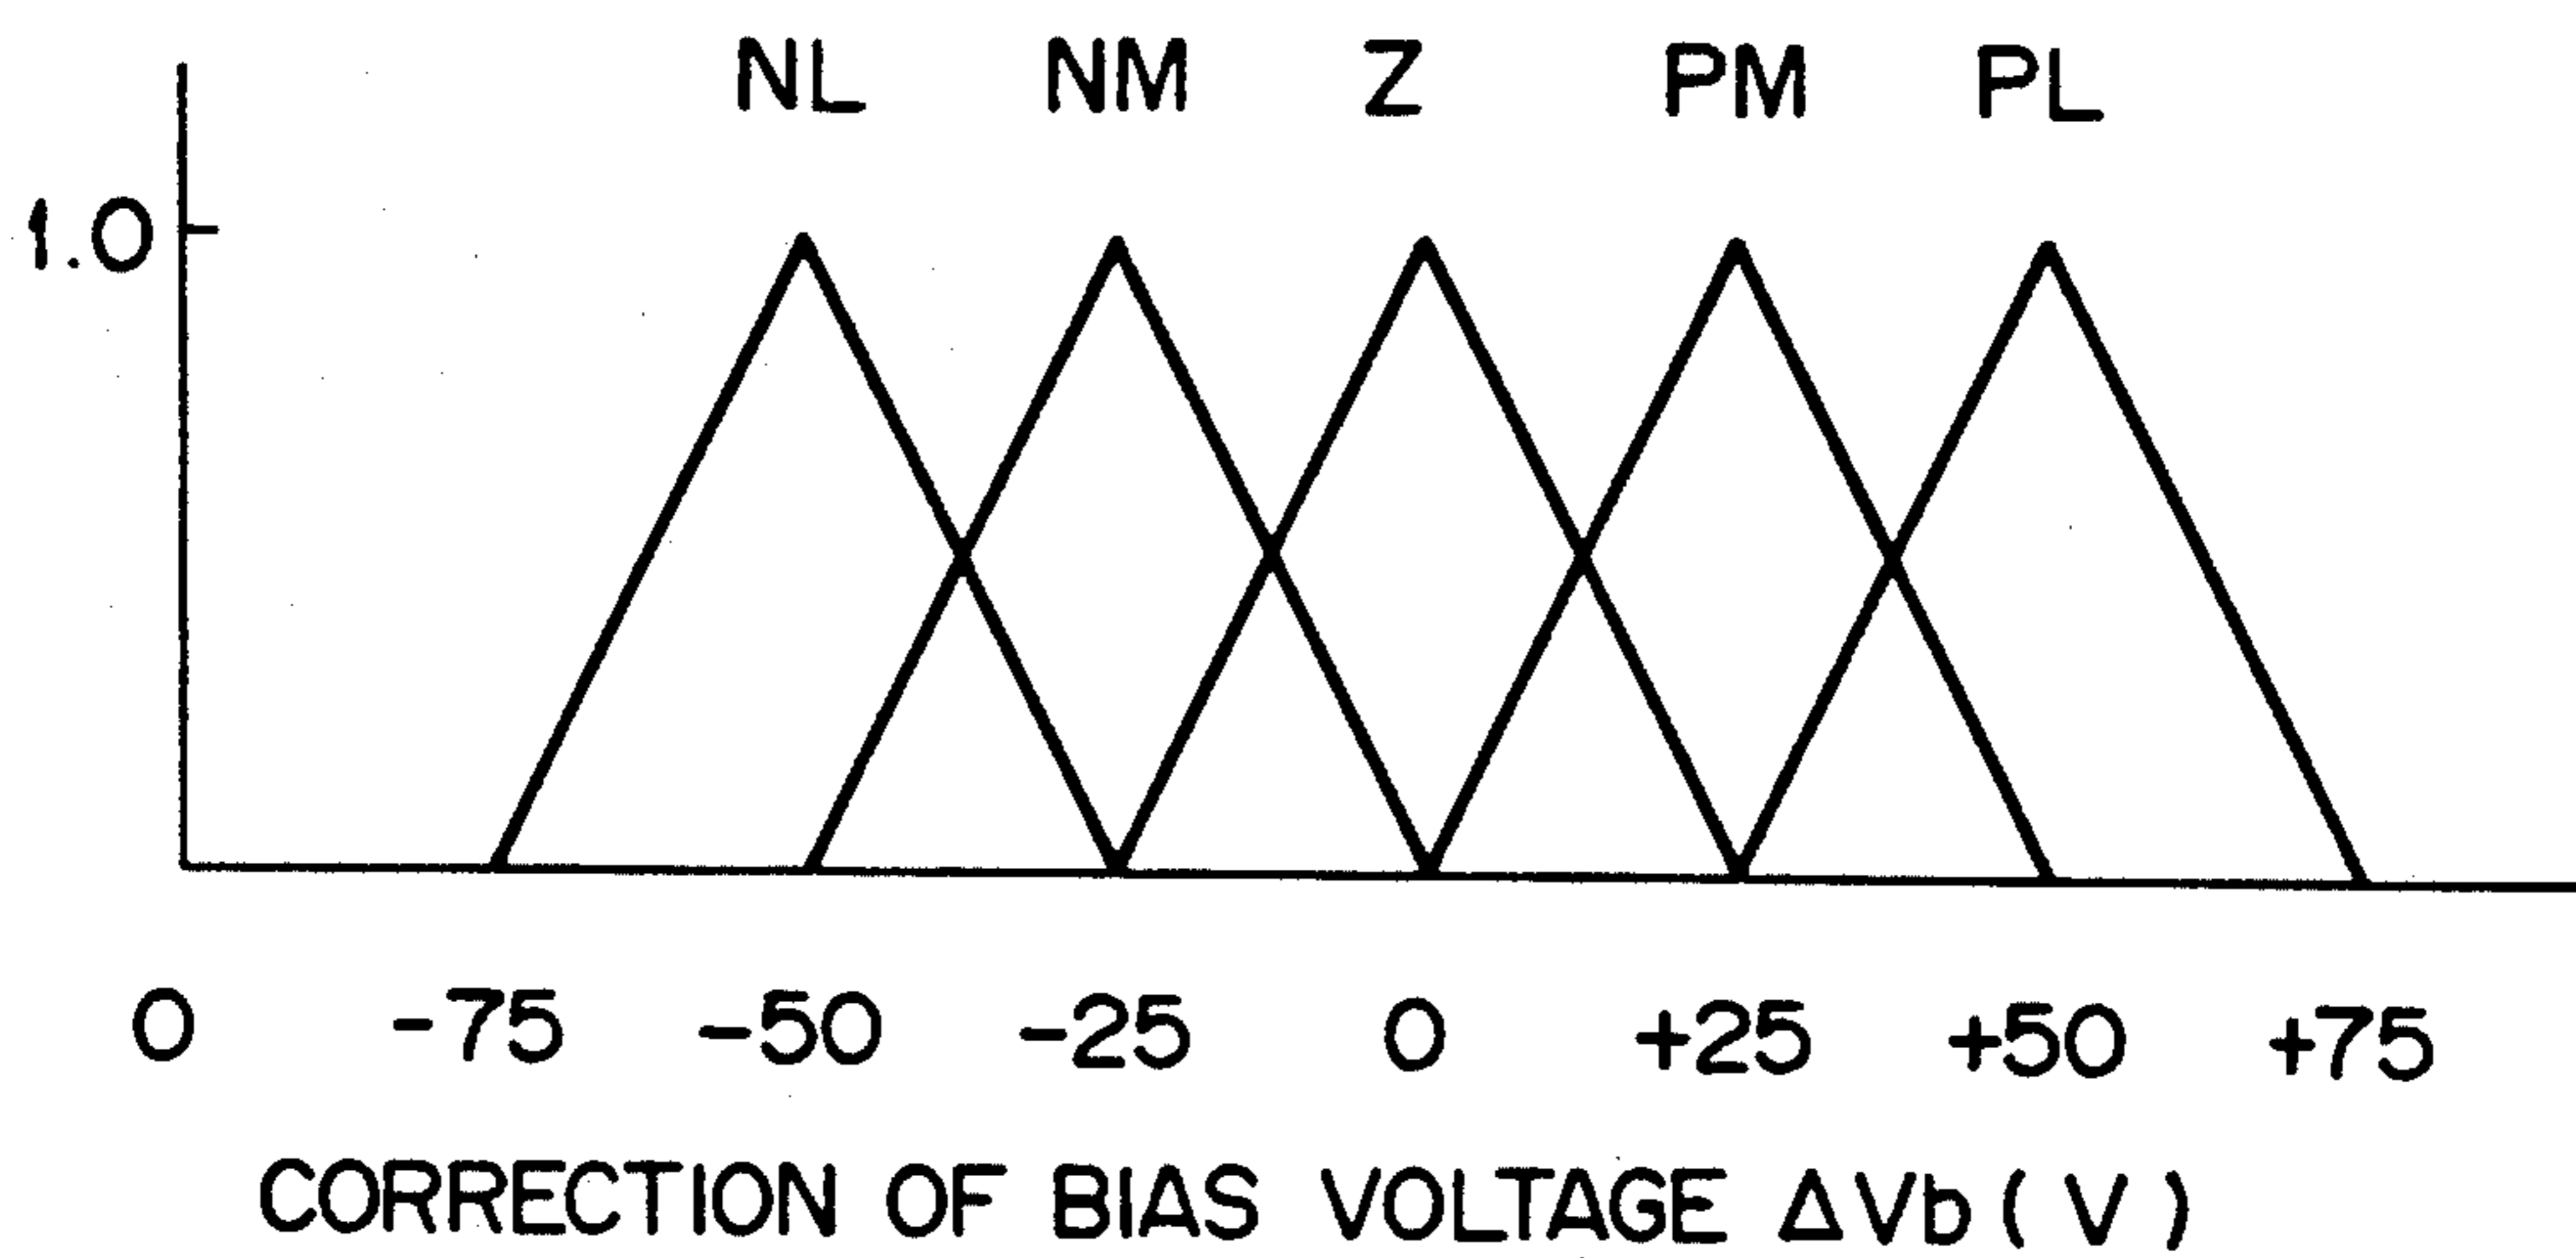 NL NM Z PM PL
1.0
0 -75 -50 -25 0 +25 +50 +75
CORRECTION OF BIAS VOLTAGE ΔVb ( V )